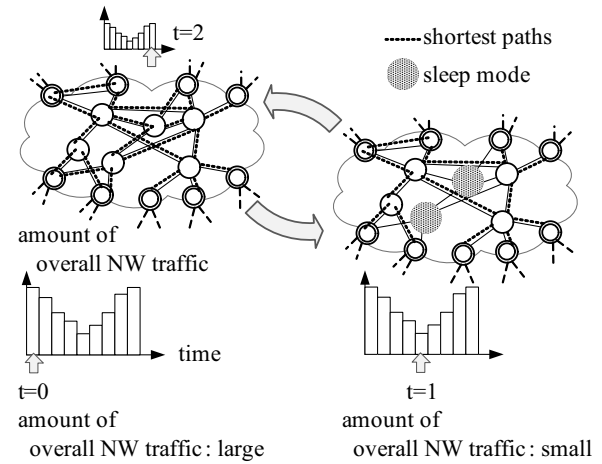 t=2
shortest paths
sleep mode
amount of
overall NW traffic
time
t=0
amount of
overall NW traffic : large
t=1
amount of
overall NW traffic : small